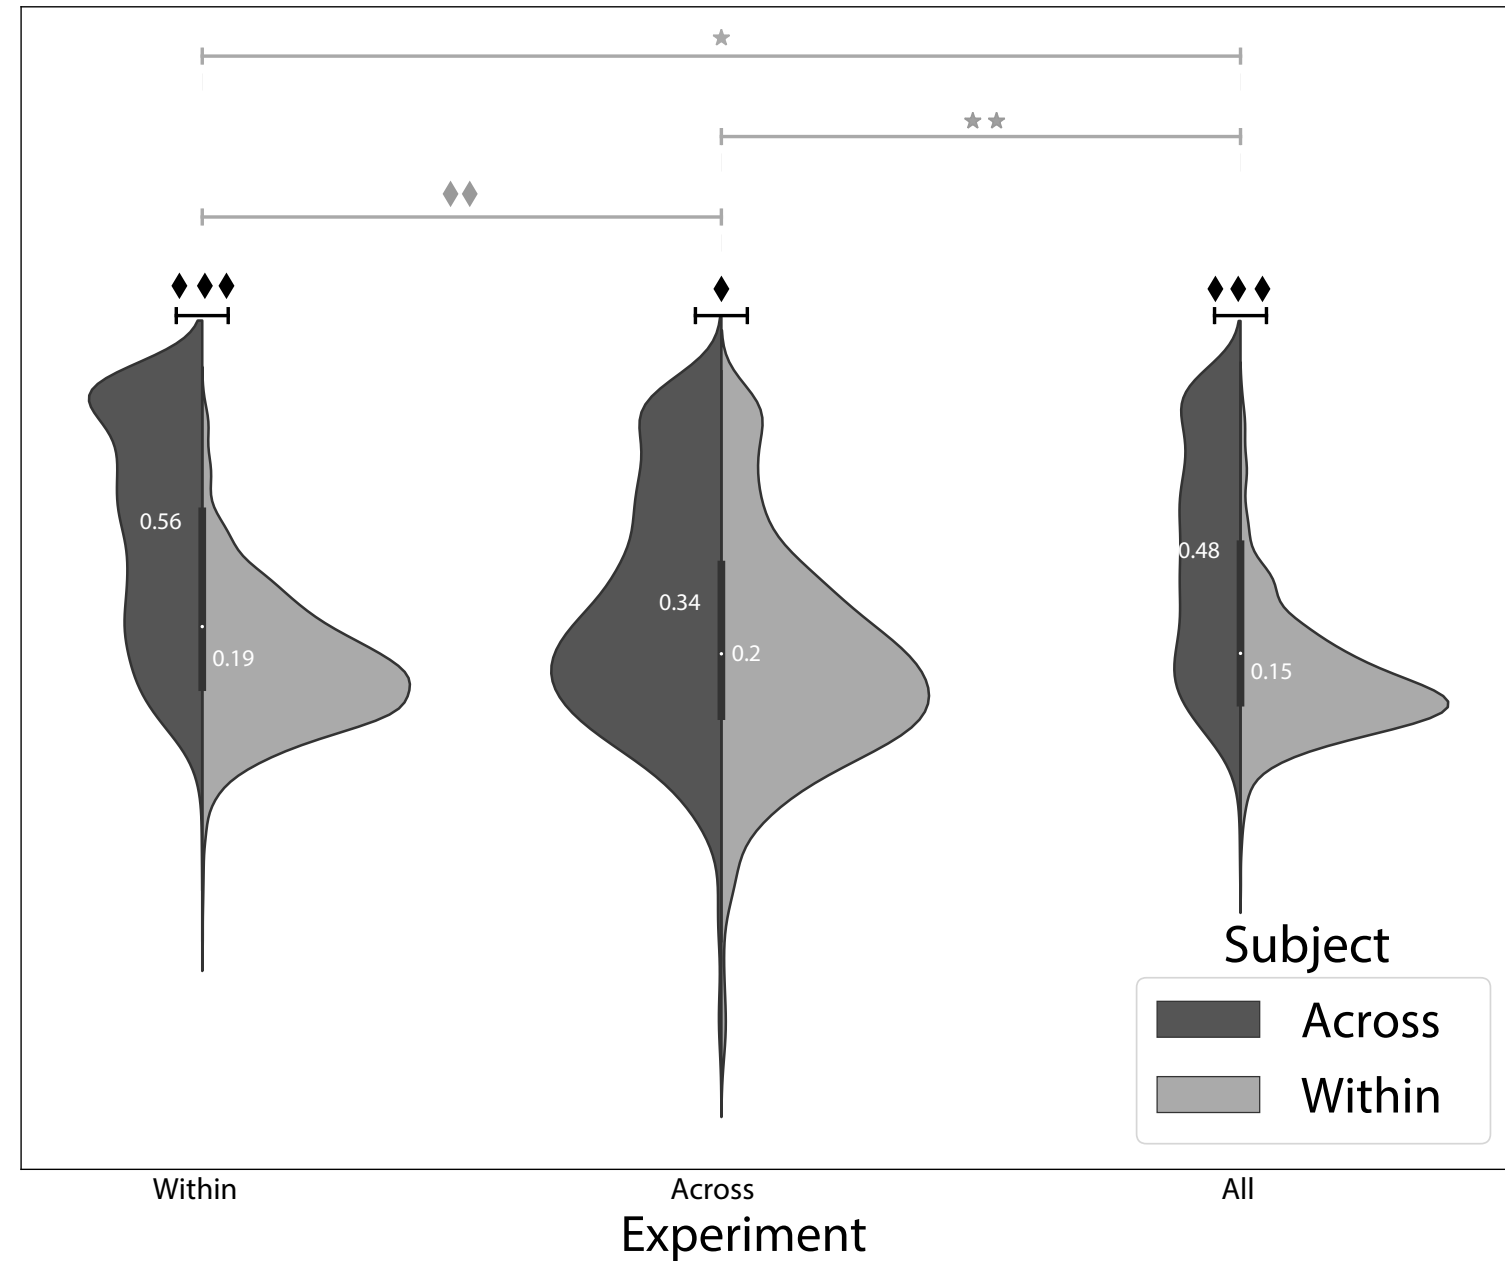 0.56
0.19
0.34
0.2
0.48
0.15
Subject
Across
Within
Within
Across
All
Experiment